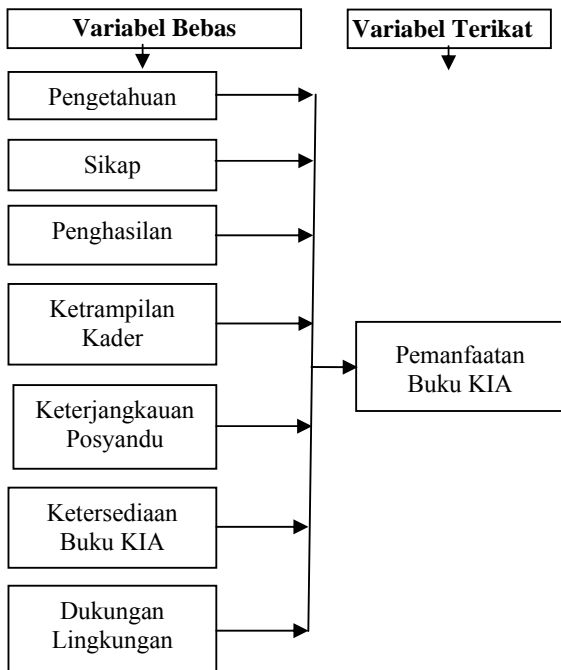 Variabel Bebas
Variabel Terikat
Pengetahuan
Sikap
Penghasilan
Ketrampilan
Kader
Keterjangkauan
Posyandu
Ketersediaan
Buku KIA
Dukungan
Lingkungan
Pemanfaatan
Buku KIA